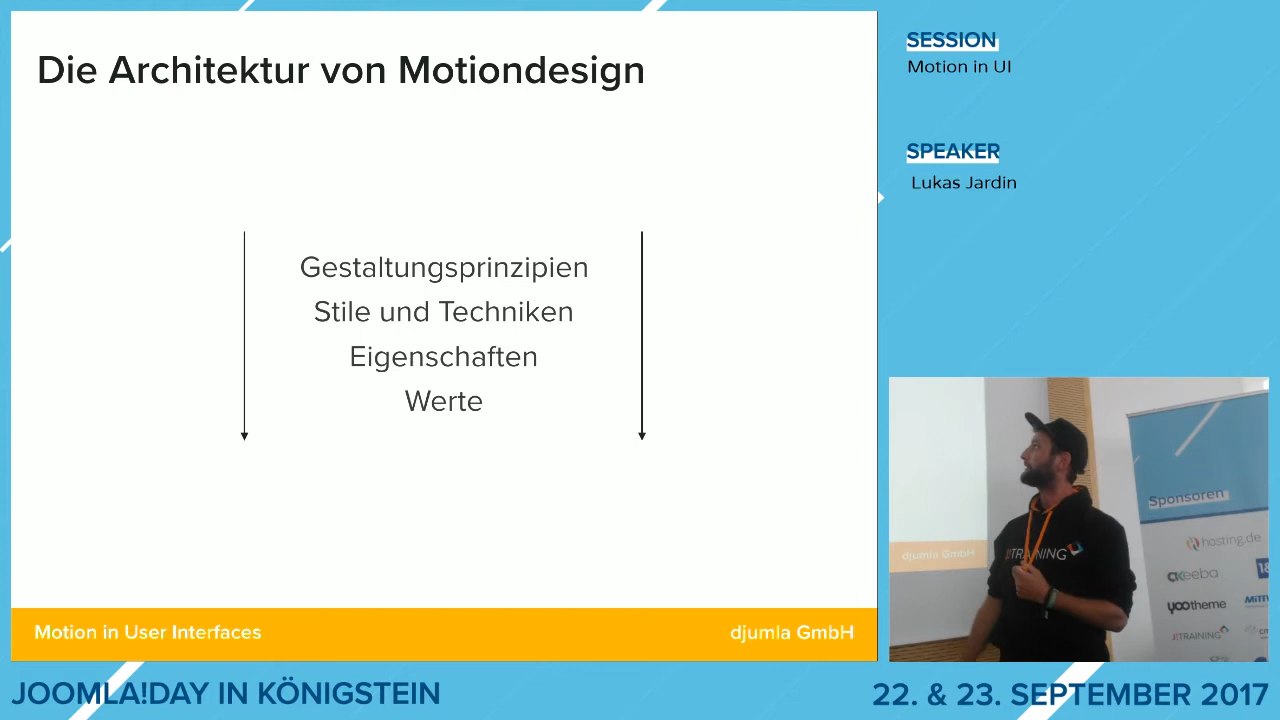 Die Architektur von Motiondesign
Gestaltungsprinzipien
Stile und Techniken
Eigenschaften
Werte
Motion in User Interfaces
djumla GmbH
SESSION
Motion in UI
SPEAKER
Lukas Jardin
djumla GmbH
J!TRAINING
Sponsoren
hosting.de
akeeba
yootheme
J!TRAINING
JOOMLA!DAY IN KÖNIGSTEIN
22. & 23. SEPTEMBER 2017